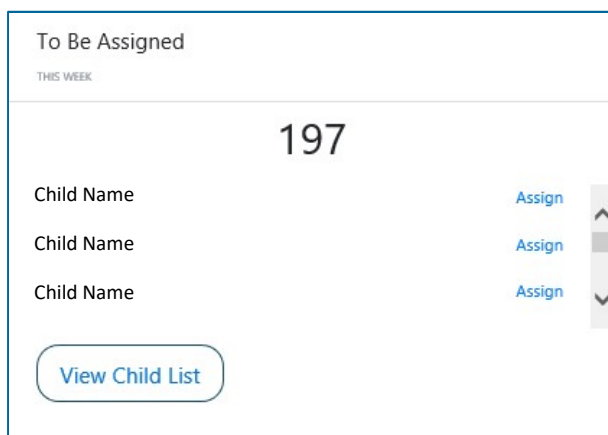 To Be Assigned
THIS WEEK
197
Child Name Assign
Child Name Assign
Child Name Assign
View Child List